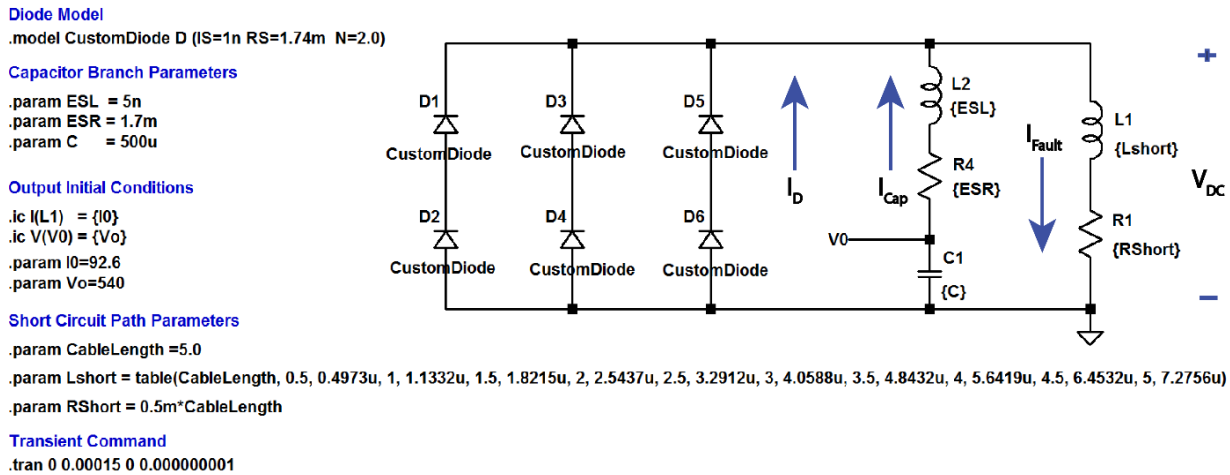 Diode Model
.model CustomDiode D (IS=1n RS=1.74m N=2.0)
Capacitor Branch Parameters
.param ESL = 5n
.param ESR = 1.7m
.param C = 500u
Output Initial Conditions
.ic I(L1) = {I0}
.ic V(V0) = {Vo}
.param I0=92.6
.param Vo=540
Short Circuit Path Parameters
.param CableLength =5.0
.param Lshort = table(CableLength, 0.5, 0.4973u, 1, 1.1332u, 1.5, 1.8215u, 2, 2.5437u, 2.5, 3.2912u, 3, 4.0588u, 3.5, 4.8432u, 4, 5.6419u, 4.5, 6.4532u, 5, 7.2756u)
.param RShort = 0.5m*CableLength
Transient Command
.tran 0 0.00015 0 0.000000001
D1
CustomDiode
D2
CustomDiode
D3
CustomDiode
D4
CustomDiode
D5
CustomDiode
D6
CustomDiode
I_D
I_Cap
L2
{ESL}
R4
{ESR}
V0
C1
{C}
I_Fault
L1
{Lshort}
R1
{RShort}
+
V_DC
−